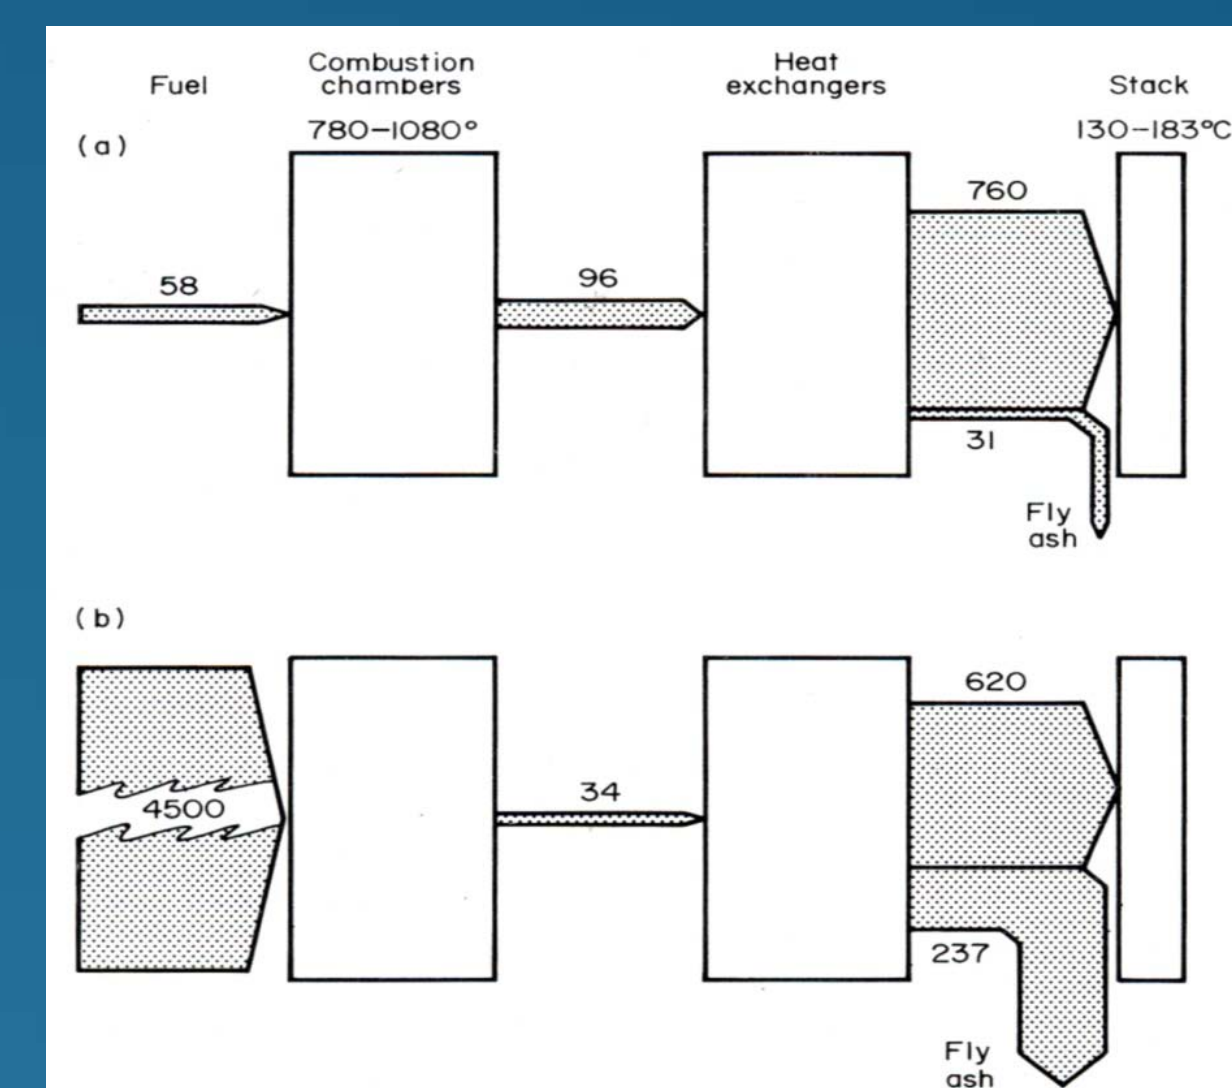 Fuel
Combustion
chambers
780-1080°
Heat
exchangers
Stack
130-183°C
(a)
58
96
760
31
Fly
ash
(b)
4500
34
620
237
Fly
ash